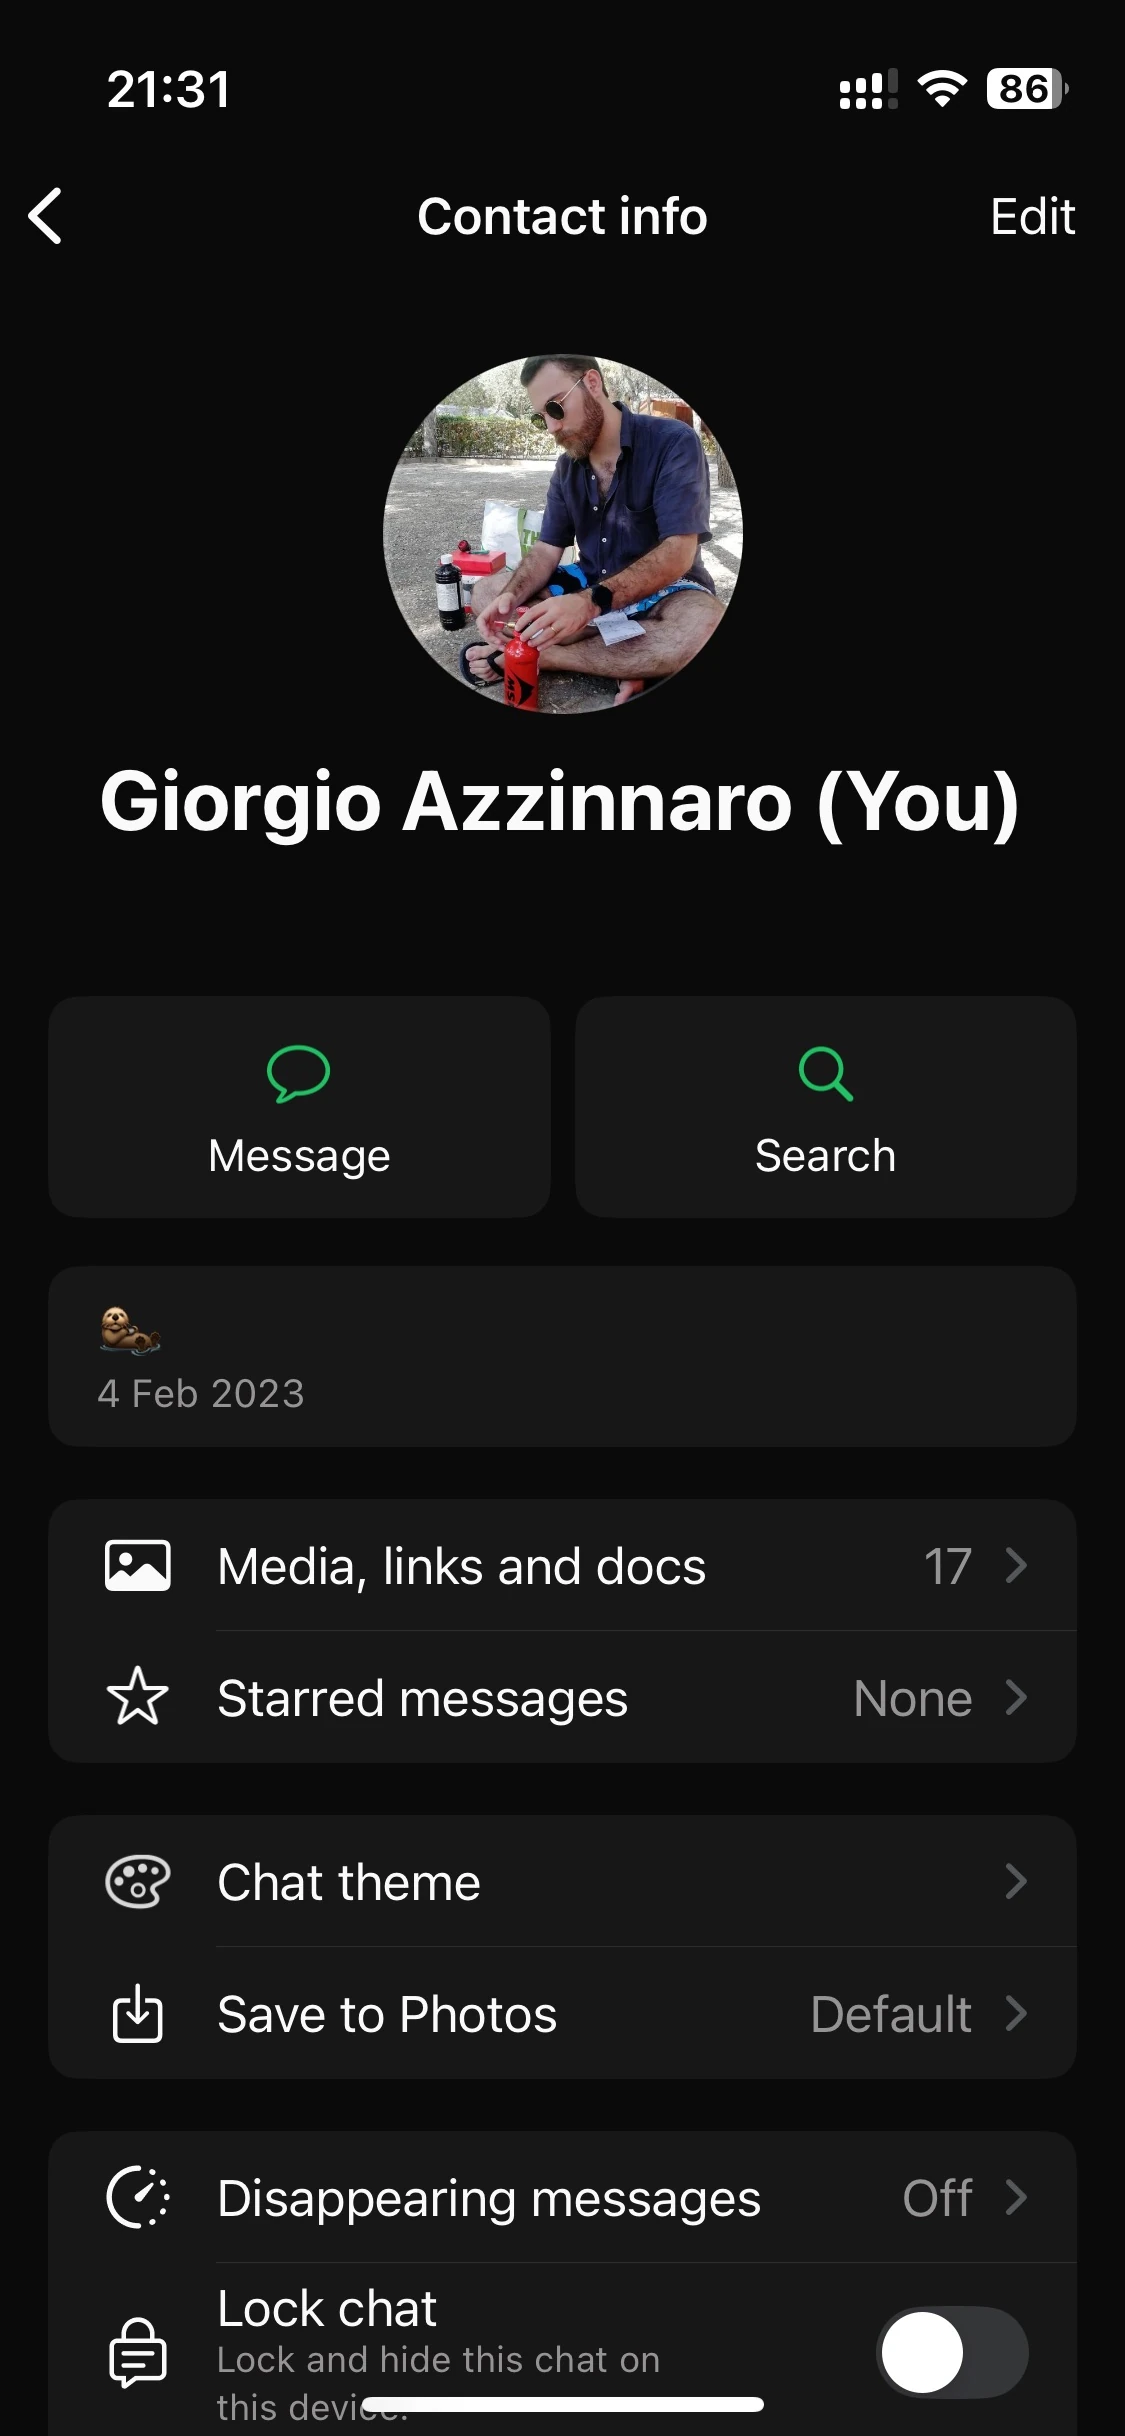 21:31
86
Contact info
Edit
Giorgio Azzinnaro (You)
Message
Search
🦦
4 Feb 2023
Media, links and docs
17
Starred messages
None
Chat theme
Save to Photos
Default
Disappearing messages
Off
Lock chat
Lock and hide this chat on
this device.